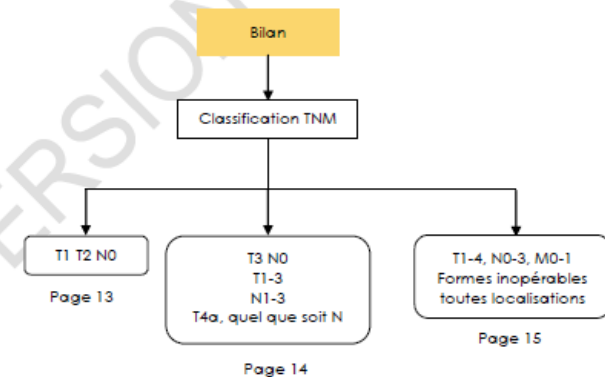 Bilan
Classification TNM
T1 T2 N0
Page 13
T3 N0
T1-3
N1-3
T4a, quel que soit N
Page 14
T1-4, N0-3, M0-1
Formes inopérables
toutes localisations
Page 15
ERSION